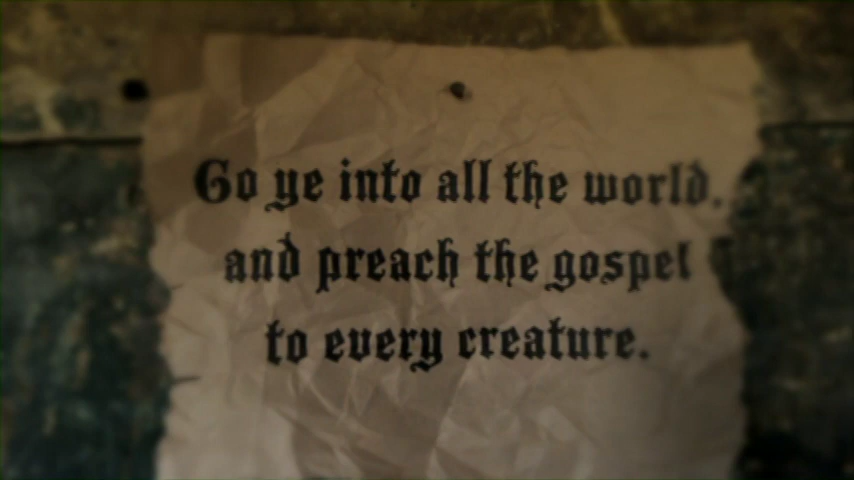 Go ye into all the world,
and preach the gospel
to every creature.